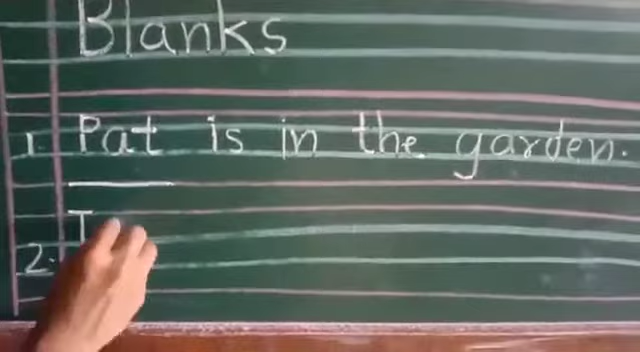 Blanks
1. Pat is in the garden.
2.